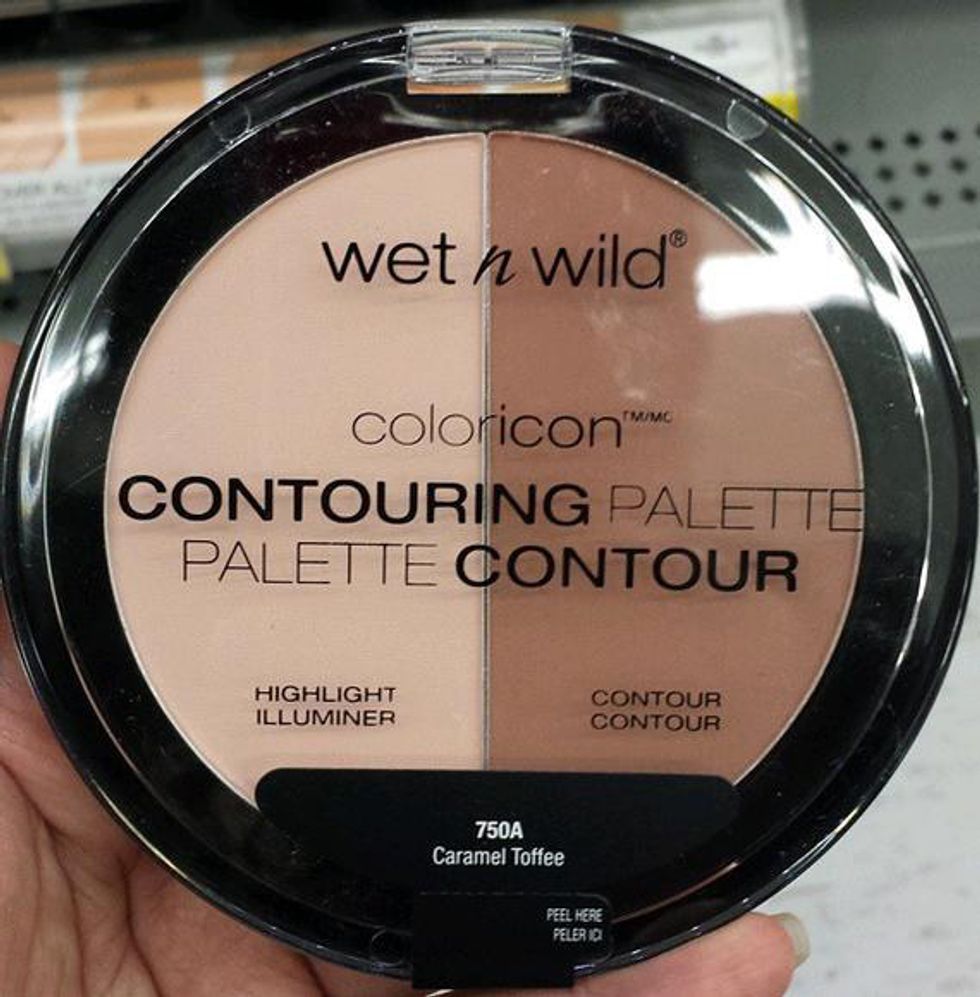 wet n wild®
coloricon™/MC
CONTOURING PALETTE
PALETTE CONTOUR
HIGHLIGHT
ILLUMINER
CONTOUR
CONTOUR
750A
Caramel Toffee
PEEL HERE
PELER ICI